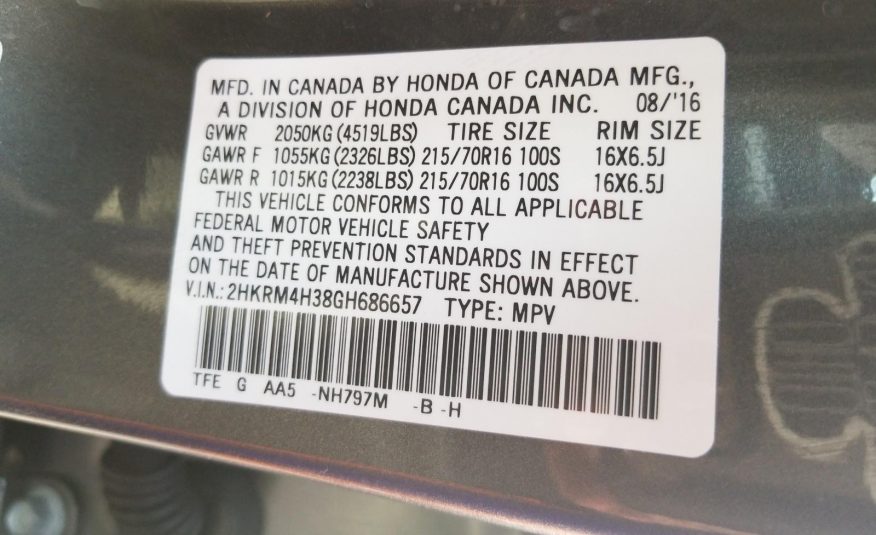 MFD. IN CANADA BY HONDA OF CANADA MFG.,
A DIVISION OF HONDA CANADA INC. 08/'16
GVWR 2050KG (4519LBS) TIRE SIZE RIM SIZE
GAWR F 1055KG (2326LBS) 215/70R16 100S 16X6.5J
GAWR R 1015KG (2238LBS) 215/70R16 100S 16X6.5J
THIS VEHICLE CONFORMS TO ALL APPLICABLE
FEDERAL MOTOR VEHICLE SAFETY
AND THEFT PREVENTION STANDARDS IN EFFECT
ON THE DATE OF MANUFACTURE SHOWN ABOVE.
V.I.N.: 2HKRM4H38GH686657 TYPE: MPV
TFE G AA5 -NH797M -B -H